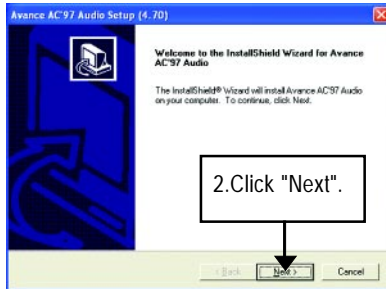 Avance AC'97 Audio Setup (4.70)
Welcome to the InstallShield Wizard for Avance
AC'97 Audio
The InstallShield® Wizard will install Avance AC'97 Audio
on your computer. To continue, click Next.
2.Click "Next".
< Back
Next >
Cancel